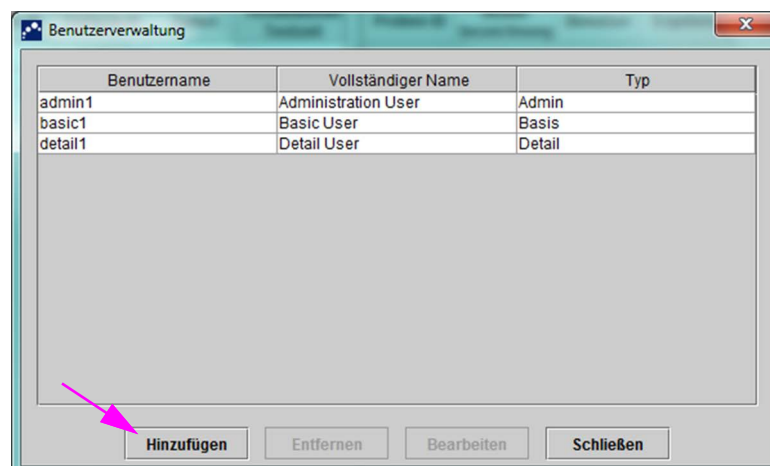 Benutzerverwaltung
Benutzername Vollständiger Name Typ
admin1 Administration User Admin
basic1 Basic User Basis
detail1 Detail User Detail
Hinzufügen Entfernen Bearbeiten Schließen